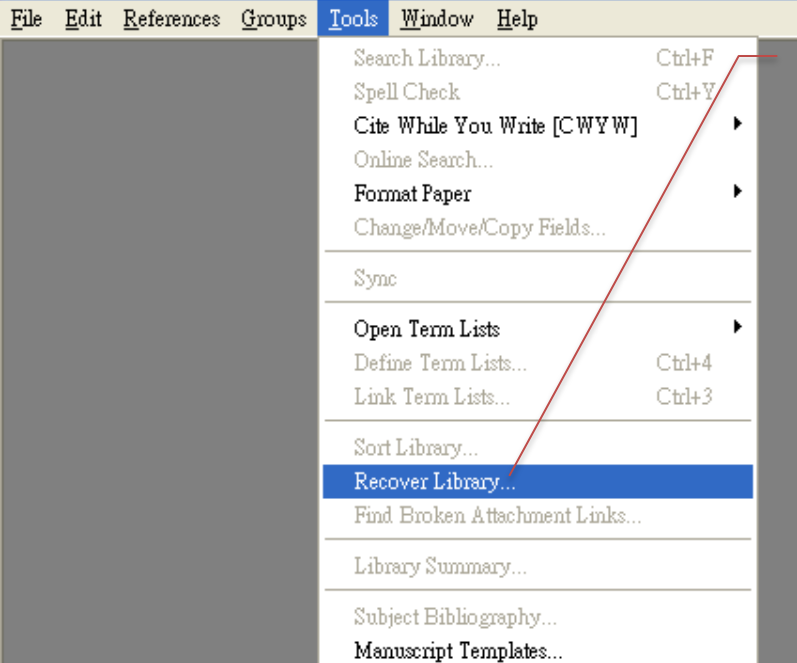 File Edit References Groups Tools Window Help
Search Library... Ctrl+F
Spell Check Ctrl+Y
Cite While You Write [CWYW]
Online Search...
Format Paper
Change/Move/Copy Fields...
Sync
Open Term Lists
Define Term Lists... Ctrl+4
Link Term Lists... Ctrl+3
Sort Library...
Recover Library...
Find Broken Attachment Links...
Library Summary...
Subject Bibliography...
Manuscript Templates...